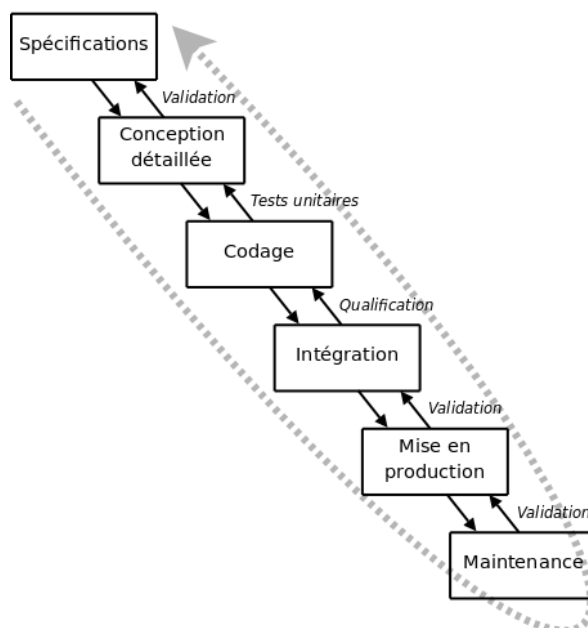 Spécifications
Validation
Conception
détaillée
Tests unitaires
Codage
Qualification
Intégration
Validation
Mise en
production
Validation
Maintenance